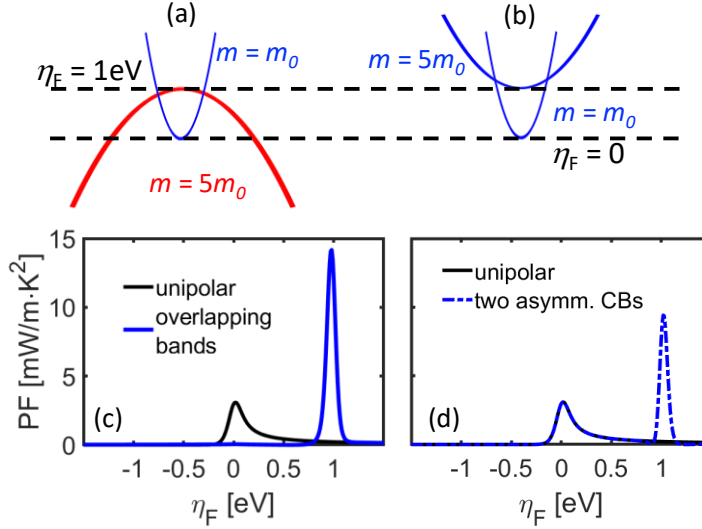 (a)
(b)
η_F = 1eV
m = m_0
m = 5m_0
m = m_0
η_F = 0
m = 5m_0
15
10
5
0
PF [mW/m·K^2]
unipolar
overlapping
bands
(c)
-1
-0.5
0
0.5
1
η_F [eV]
unipolar
two asymm. CBs
(d)
-1
-0.5
0
0.5
1
η_F [eV]